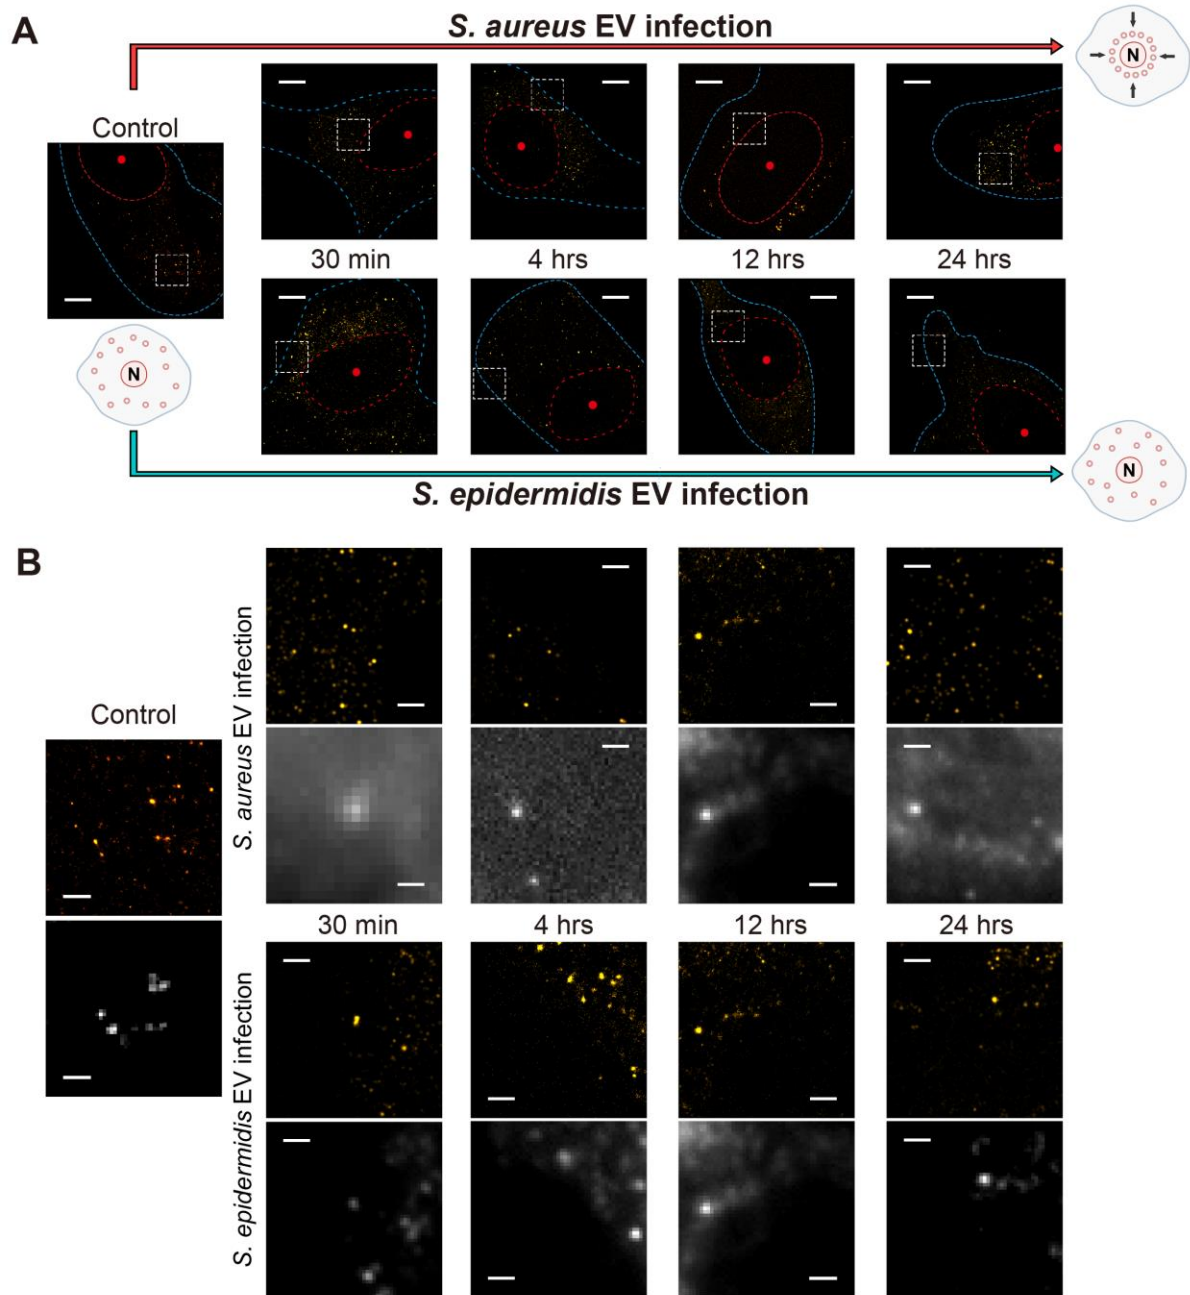 A
S. aureus EV infection
N
Control
30 min
4 hrs
12 hrs
24 hrs
N
N
S. epidermidis EV infection
B
S. aureus EV infection
Control
30 min
4 hrs
12 hrs
24 hrs
S. epidermidis EV infection